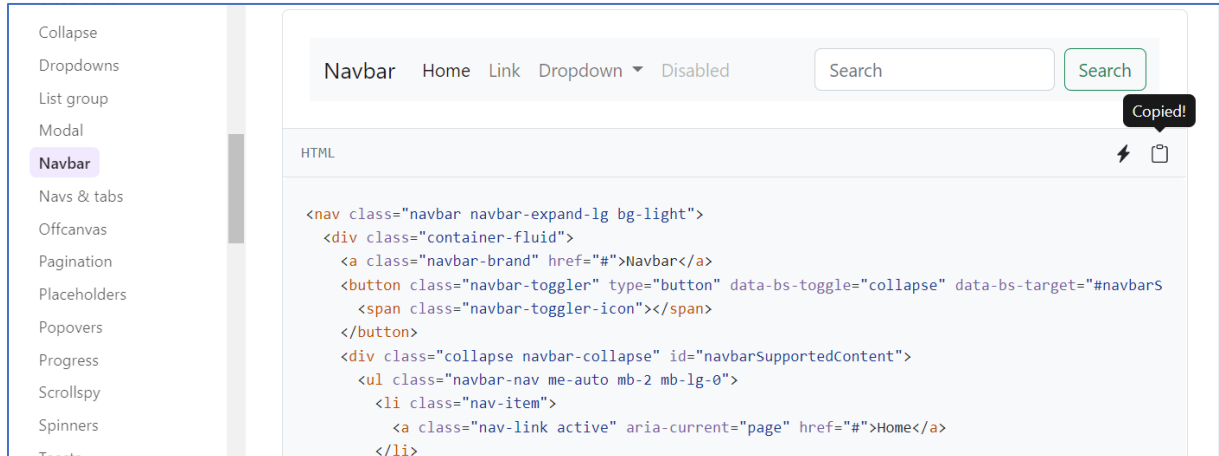 Collapse
Dropdowns
List group
Modal
Navbar
Navs & tabs
Offcanvas
Pagination
Placeholders
Popovers
Progress
Scrollspy
Spinners
Navbar Home Link Dropdown Disabled Search Search
Copied!
HTML
<nav class="navbar navbar-expand-lg bg-light">
<div class="container-fluid">
<a class="navbar-brand" href="#">Navbar</a>
<button class="navbar-toggler" type="button" data-bs-toggle="collapse" data-bs-target="#navbarS
<span class="navbar-toggler-icon"></span>
</button>
<div class="collapse navbar-collapse" id="navbarSupportedContent">
<ul class="navbar-nav me-auto mb-2 mb-lg-0">
<li class="nav-item">
<a class="nav-link active" aria-current="page" href="#">Home</a>
</li>